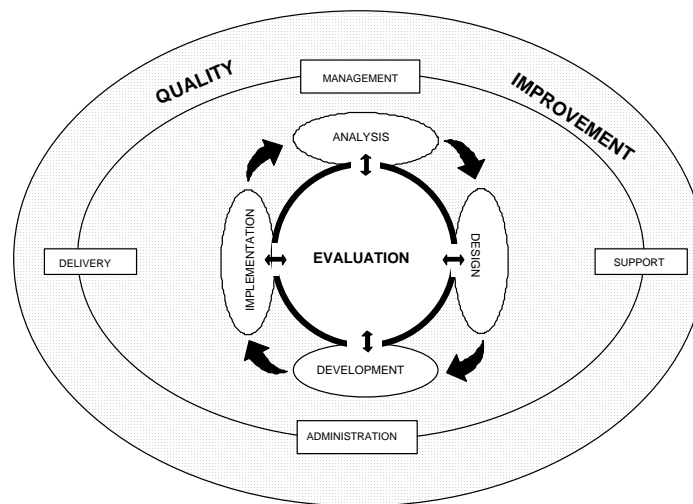 QUALITY
IMPROVEMENT
MANAGEMENT
ANALYSIS
IMPLEMENTATION
EVALUATION
DESIGN
DELIVERY
SUPPORT
DEVELOPMENT
ADMINISTRATION